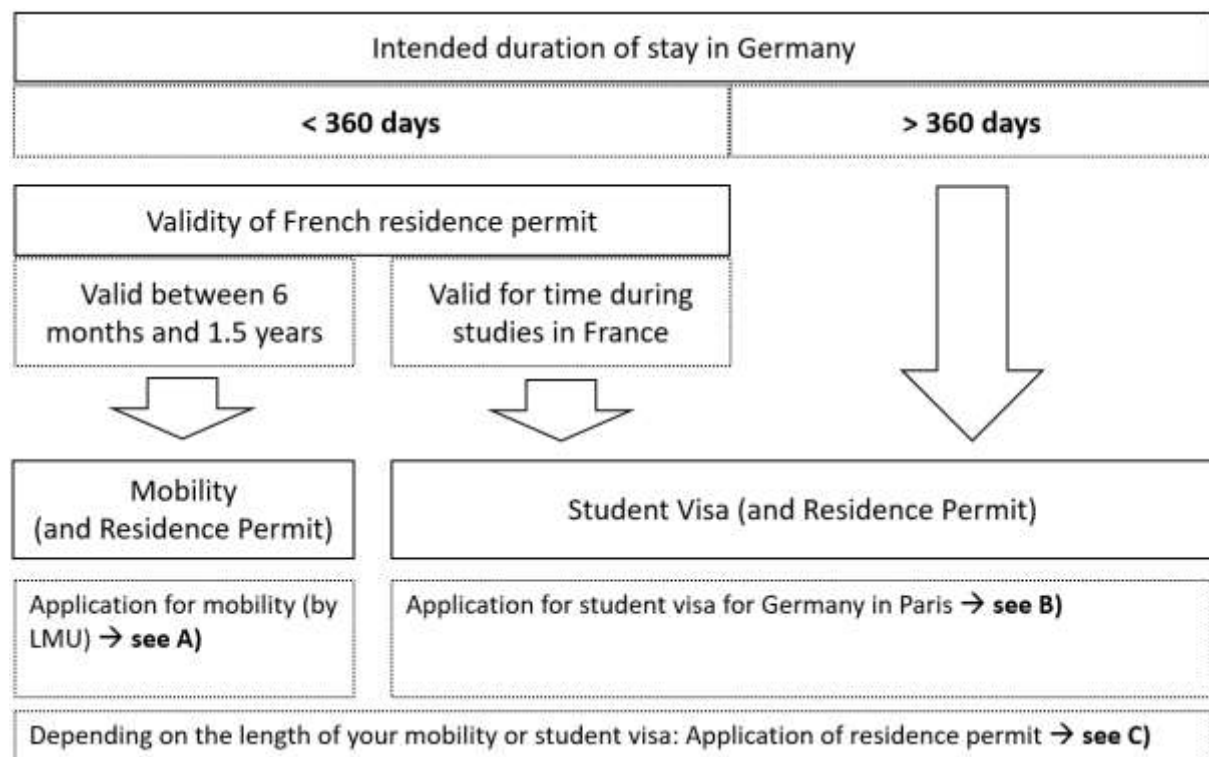 Intended duration of stay in Germany
< 360 days
> 360 days
Validity of French residence permit
Valid between 6
months and 1.5 years
Valid for time during
studies in France
Mobility
(and Residence Permit)
Student Visa (and Residence Permit)
Application for mobility (by
LMU) → see A)
Application for student visa for Germany in Paris → see B)
Depending on the length of your mobility or student visa: Application of residence permit → see C)